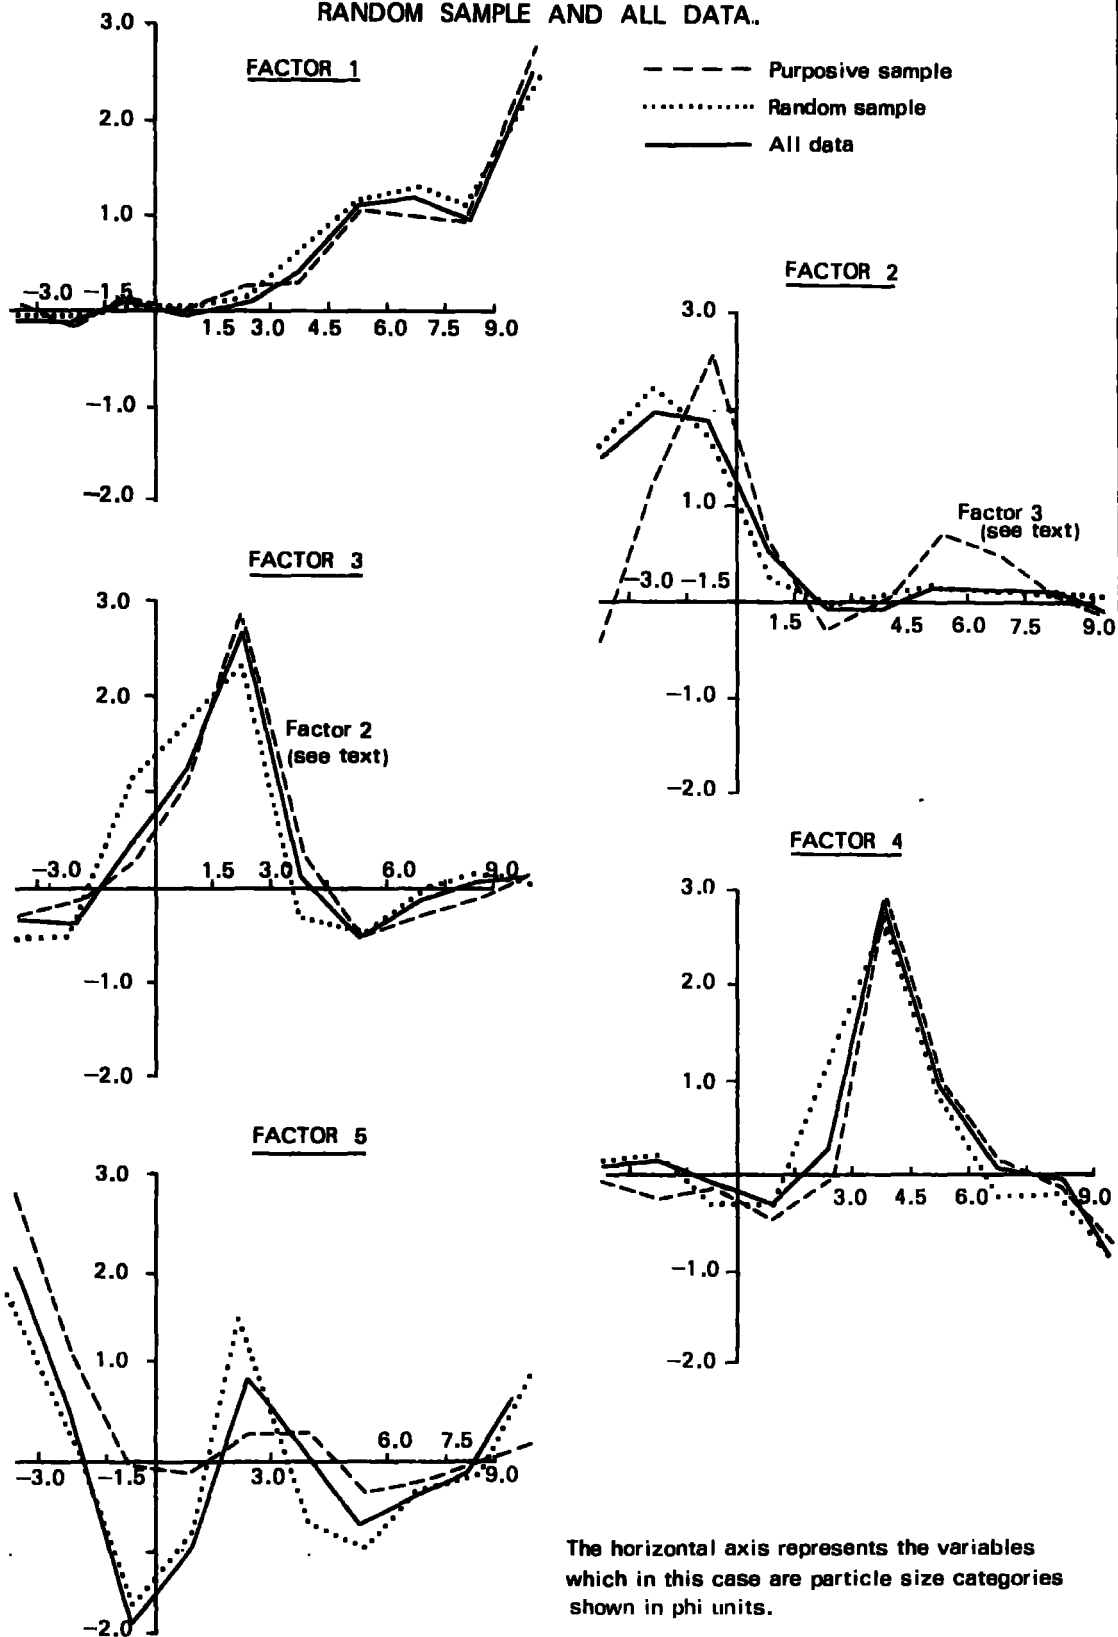 RANDOM SAMPLE AND ALL DATA..
3.0
FACTOR 1
Purposive sample
2.0
Random sample
All data
1.0
−3.0 −1.5
1.5 3.0 4.5 6.0 7.5 9.0
−1.0
−2.0
FACTOR 2
3.0
1.0
Factor 3
(see text)
−3.0 −1.5
1.5 4.5 6.0 7.5 9.0
−1.0
−2.0
FACTOR 3
3.0
2.0
Factor 2
(see text)
−3.0 1.5 3.0 6.0 9.0
−1.0
−2.0
FACTOR 4
3.0
2.0
1.0
3.0 4.5 6.0 9.0
−1.0
−2.0
FACTOR 5
3.0
2.0
1.0
6.0 7.5
−3.0 −1.5 3.0 9.0
−2.0
The horizontal axis represents the variables
which in this case are particle size categories
shown in phi units.